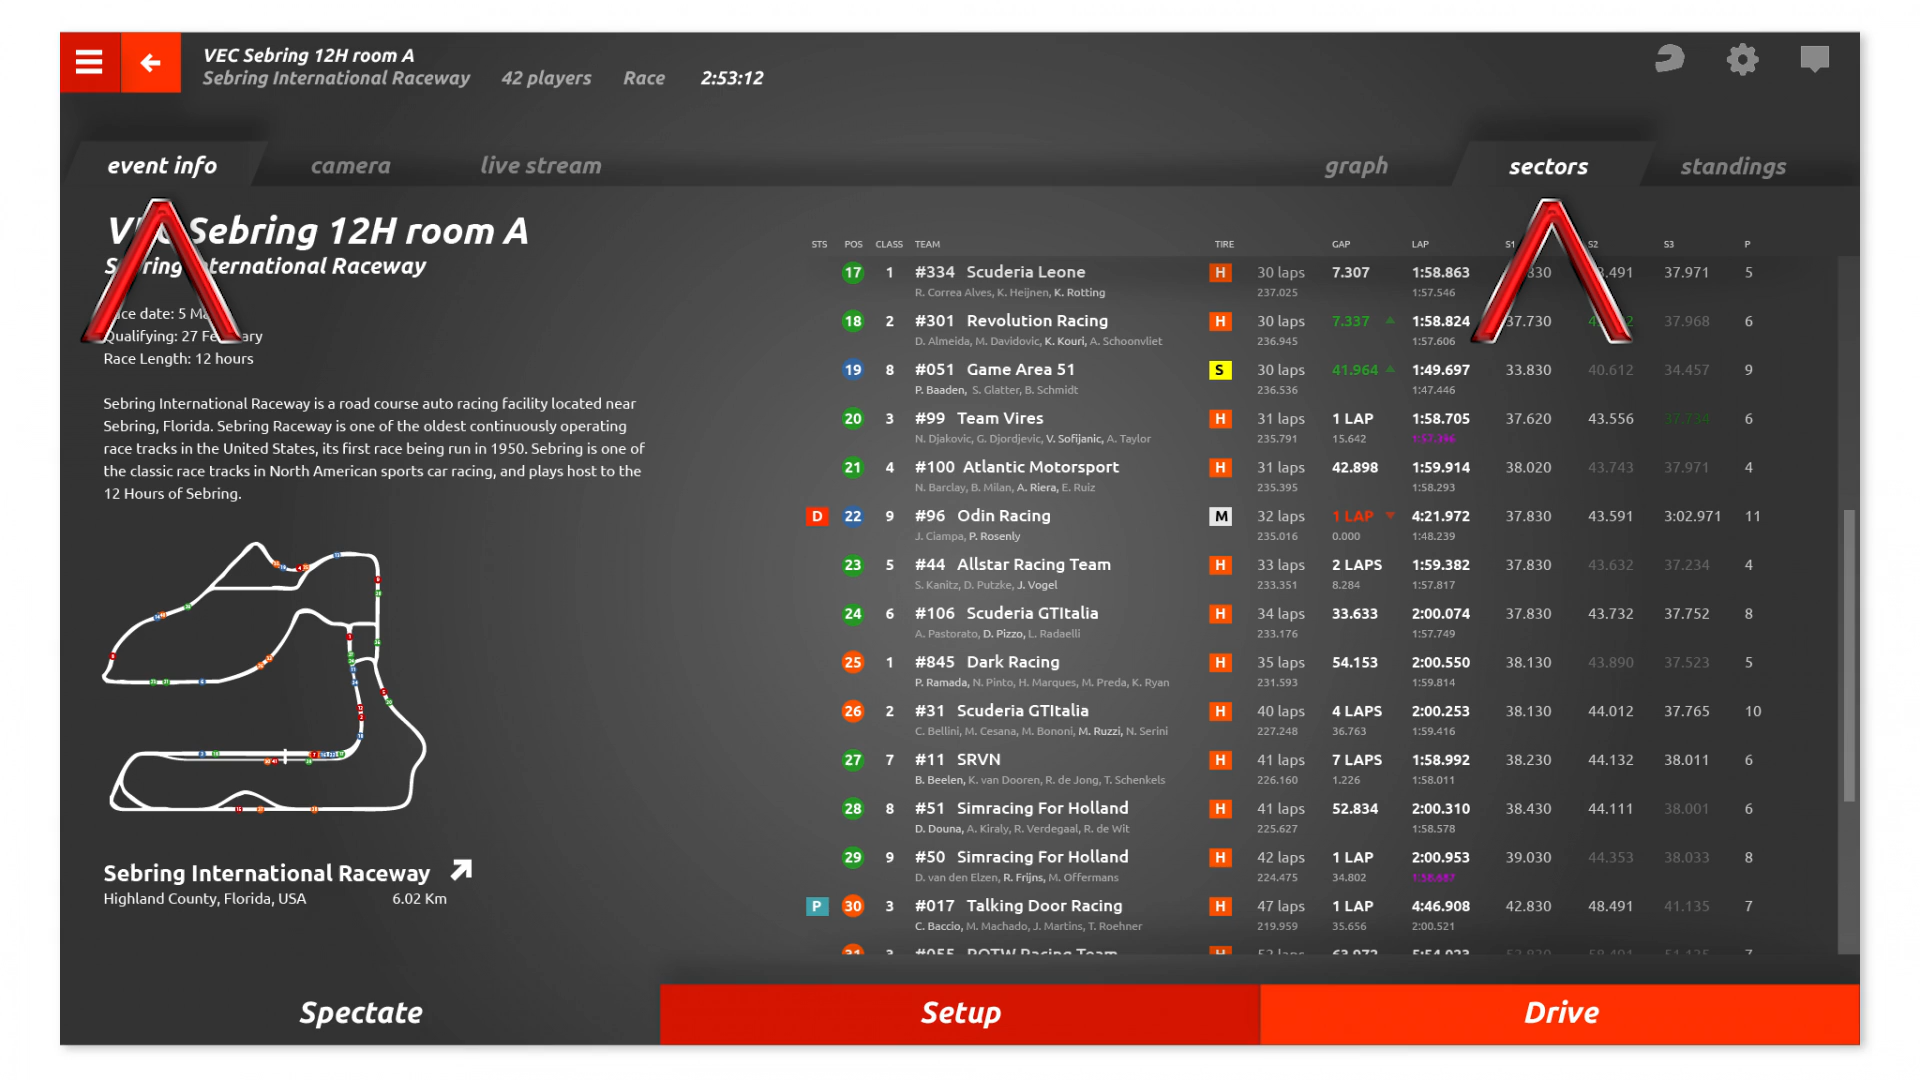 VEC Sebring 12H room A
Sebring International Raceway 42 players Race 2:53:12
event info camera live stream graph sectors standings
VEC Sebring 12H room A
Sebring International Raceway
Race date: 5
Qualifying: 27 February
Race Length: 12 hours
Sebring International Raceway is a road course auto racing facility located near
Sebring, Florida. Sebring Raceway is one of the oldest continuously operating
race tracks in the United States, its first race being run in 1950. Sebring is one of
the classic race tracks in North American sports car racing, and plays host to the
12 Hours of Sebring.
Sebring International Raceway
Highland County, Florida, USA 6.02 Km
STS POS CLASS TEAM TIRE GAP LAP S1 S2 S3 P
17 1 #334 Scuderia Leone H 30 laps 7.307 1:58.863 37.971 5
R. Correa Alves, K. Heijnen, K. Rotting 237.025 1:57.546
18 2 #301 Revolution Racing H 30 laps 7.337 1:58.824 37.730 37.968 6
D. Almeida, M. Davidovic, K. Kouri, A. Schoonvliet 236.945 1:57.606
19 8 #051 Game Area 51 S 30 laps 41.964 1:49.697 33.830 40.612 34.457 9
P. Baaden, S. Glatter, B. Schmidt 236.536 1:47.446
20 3 #99 Team Vires H 31 laps 1 LAP 1:58.705 37.620 43.556 37.734 6
N. Djakovic, G. Djordjevic, V. Sofijanic, A. Taylor 235.791 15.642 1:57.396
21 4 #100 Atlantic Motorsport H 31 laps 42.898 1:59.914 38.020 43.743 37.971 4
N. Barclay, B. Milan, A. Riera, E. Ruiz 235.395 1:58.293
D 22 9 #96 Odin Racing M 32 laps 1 LAP 4:21.972 37.830 43.591 3:02.971 11
J. Ciampa, P. Rosenly 235.016 0.000 1:48.239
23 5 #44 Allstar Racing Team H 33 laps 2 LAPS 1:59.382 37.830 43.632 37.234 4
S. Kanitz, D. Putzke, J. Vogel 233.351 8.284 1:57.817
24 6 #106 Scuderia GTItalia H 34 laps 33.633 2:00.074 37.830 43.732 37.752 8
A. Pastorato, D. Pizzo, L. Radaelli 233.176 1:57.749
25 1 #845 Dark Racing H 35 laps 54.153 2:00.550 38.130 43.890 37.523 5
P. Ramada, N. Pinto, H. Marques, M. Preda, K. Ryan 231.593 1:59.814
26 2 #31 Scuderia GTItalia H 40 laps 4 LAPS 2:00.253 38.130 44.012 37.765 10
C. Bellini, M. Cesana, M. Bononi, M. Ruzzi, N. Serini 227.248 36.763 1:59.416
27 7 #11 SRVN H 41 laps 7 LAPS 1:58.992 38.230 44.132 38.011 6
B. Beelen, K. van Dooren, R. de Jong, T. Schenkels 226.160 1.226 1:58.011
28 8 #51 Simracing For Holland H 41 laps 52.834 2:00.310 38.430 44.111 38.001 6
D. Douna, A. Kiraly, R. Verdegaal, R. de Wit 225.627 1:58.578
29 9 #50 Simracing For Holland H 42 laps 1 LAP 2:00.953 39.030 44.353 38.033 8
D. van den Elzen, R. Frijns, M. Offermans 224.475 34.802 1:58.687
P 30 3 #017 Talking Door Racing H 47 laps 1 LAP 4:46.908 42.830 48.491 41.135 7
C. Baccio, M. Machado, J. Martins, T. Roehner 219.959 35.656 2:00.521
Spectate Setup Drive